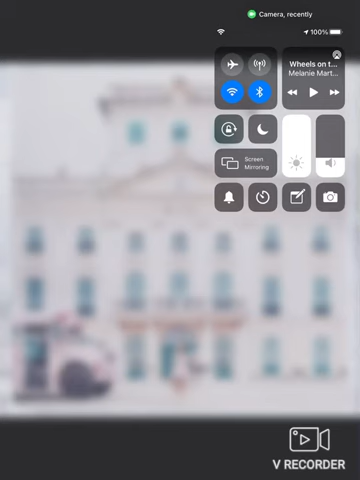 Camera, recently
100%
Wheels on t...
Melanie Mart...
Screen
Mirroring
V RECORDER